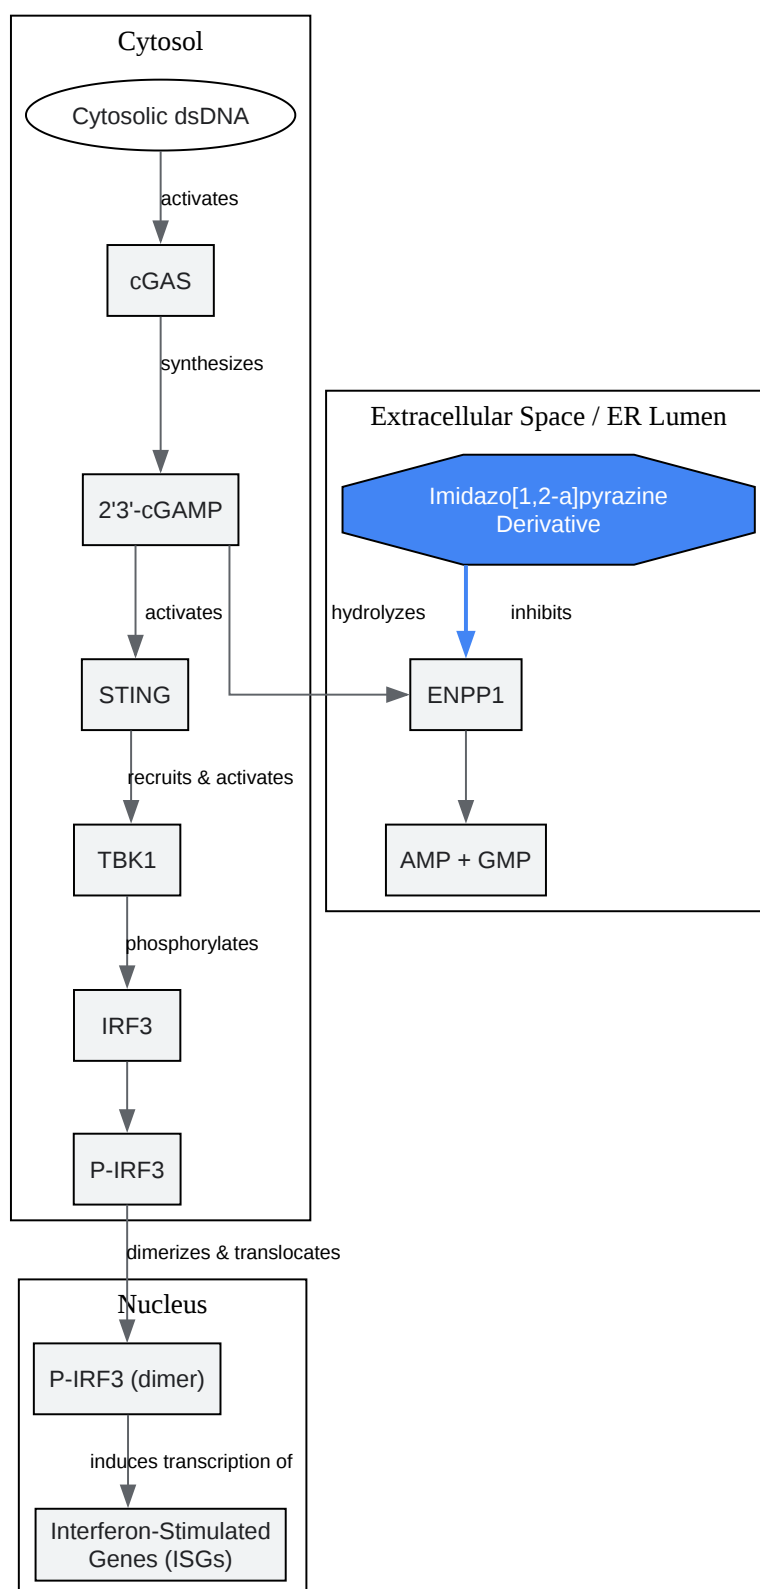 Cytosol
Cytosolic dsDNA
activates
cGAS
synthesizes
Extracellular Space / ER Lumen
2'3'-cGAMP
Imidazo[1,2-a]pyrazine
Derivative
activates
hydrolyzes
inhibits
STING
ENPP1
recruits & activates
TBK1
AMP + GMP
phosphorylates
IRF3
P-IRF3
dimerizes & translocates
Nucleus
P-IRF3 (dimer)
induces transcription of
Interferon-Stimulated
Genes (ISGs)